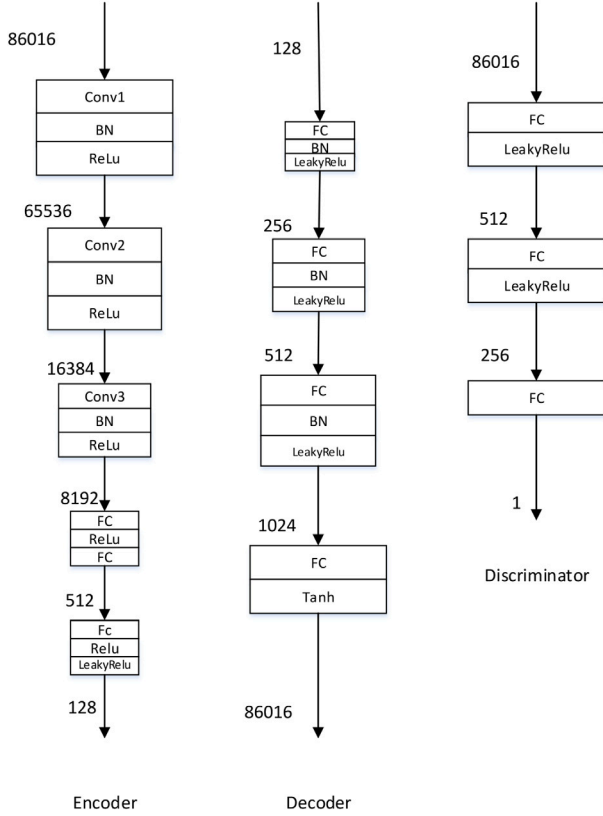 86016
Conv1
BN
ReLu
65536
Conv2
BN
ReLu
16384
Conv3
BN
ReLu
8192
FC
ReLu
FC
512
Fc
Relu
LeakyRelu
128
Encoder
128
FC
BN
LeakyRelu
256
FC
BN
LeakyRelu
512
FC
BN
LeakyRelu
1024
FC
Tanh
86016
Decoder
86016
FC
LeakyRelu
512
FC
LeakyRelu
256
FC
1
Discriminator